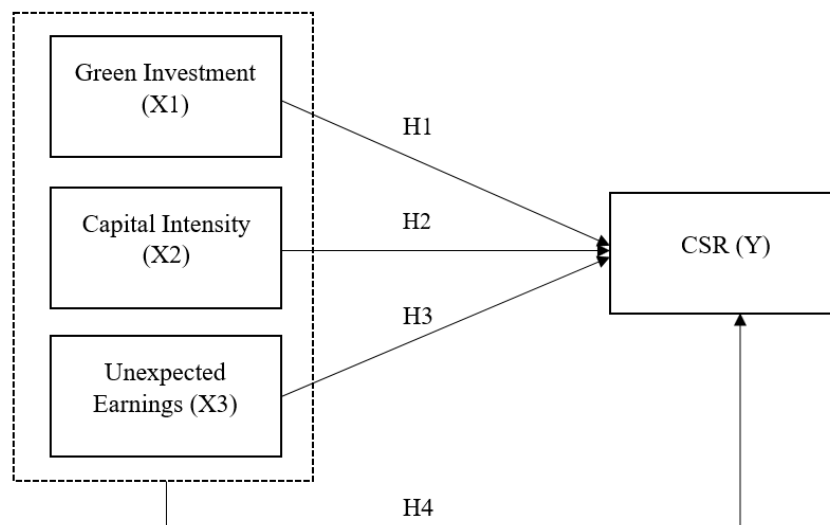 Green Investment
(X1)
H1
Capital Intensity
(X2)
H2
CSR (Y)
H3
Unexpected
Earnings (X3)
H4